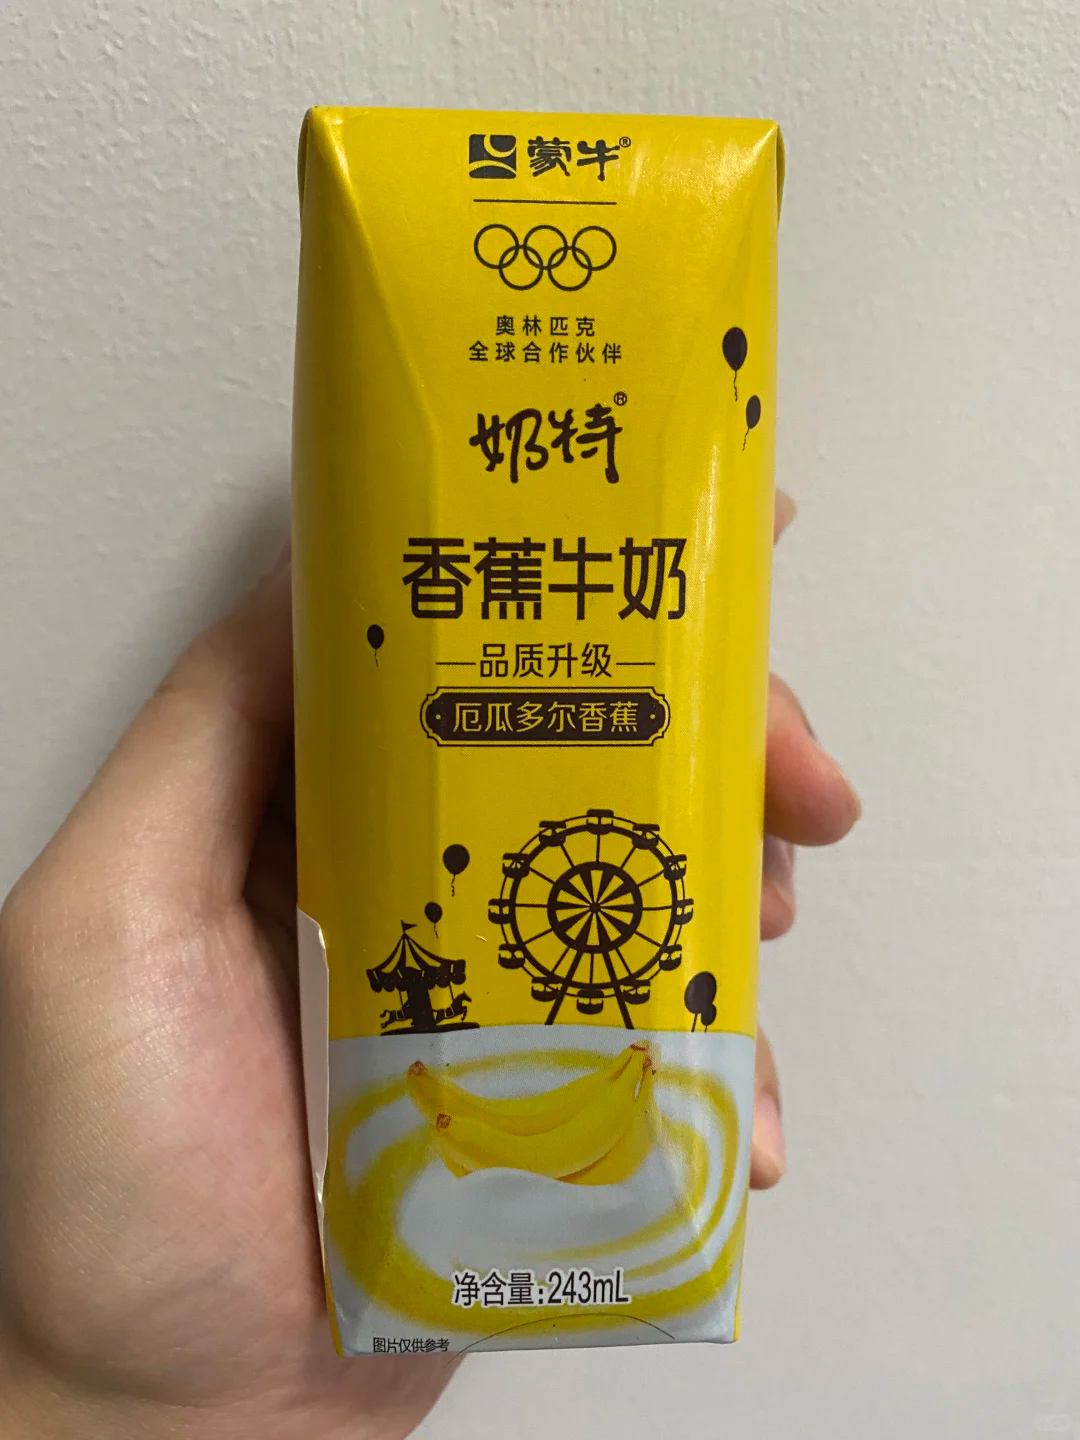 蒙牛®
奥林匹克
全球合作伙伴
奶特®
香蕉牛奶
品质升级
·厄瓜多尔香蕉·
净含量:243mL
图片仅供参考